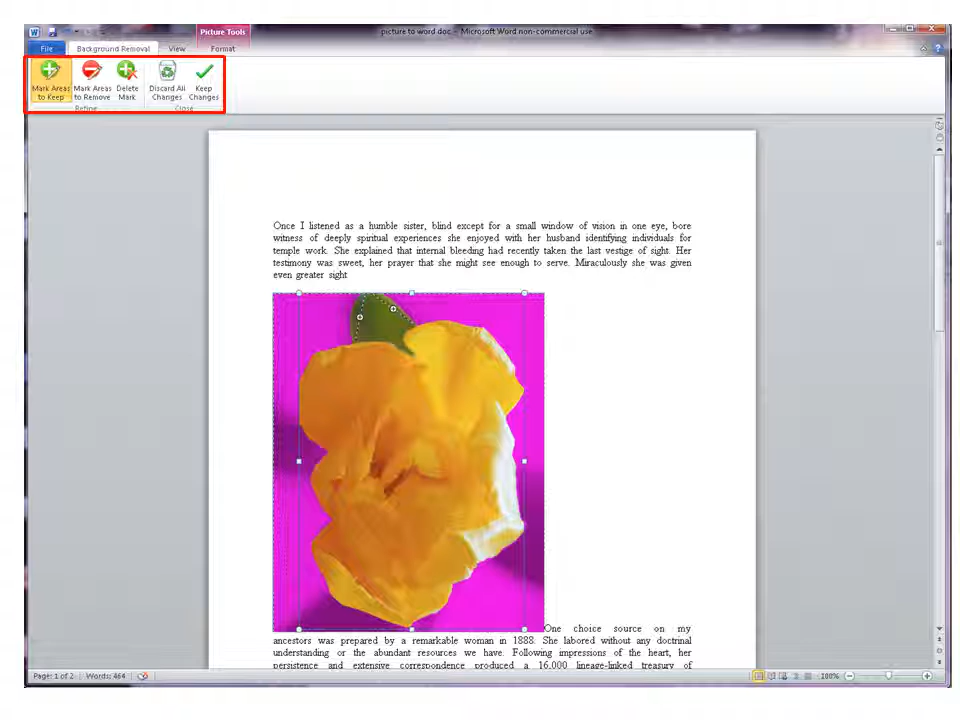 Picture Tools
picture to word doc - Microsoft Word non-commercial use
File Background Removal View Format
Mark Areas to Keep
Mark Areas to Remove
Delete Mark
Discard All Changes
Keep Changes
Refine Close
Once I listened as a humble sister, blind except for a small window of vision in one eye, bore
witness of deeply spiritual experiences she enjoyed with her husband identifying individuals for
temple work. She explained that internal bleeding had recently taken the last vestige of sight. Her
testimony was sweet, her prayer that she might see enough to serve. Miraculously she was given
even greater sight
One choice source on my
ancestors was prepared by a remarkable woman in 1888. She labored without any doctrinal
understanding or the abundant resources we have. Following impressions of the heart, her
persistence and extensive correspondence produced a 16,000 lineage-linked treasury of
Page: 1 of 2 Words: 464 100%